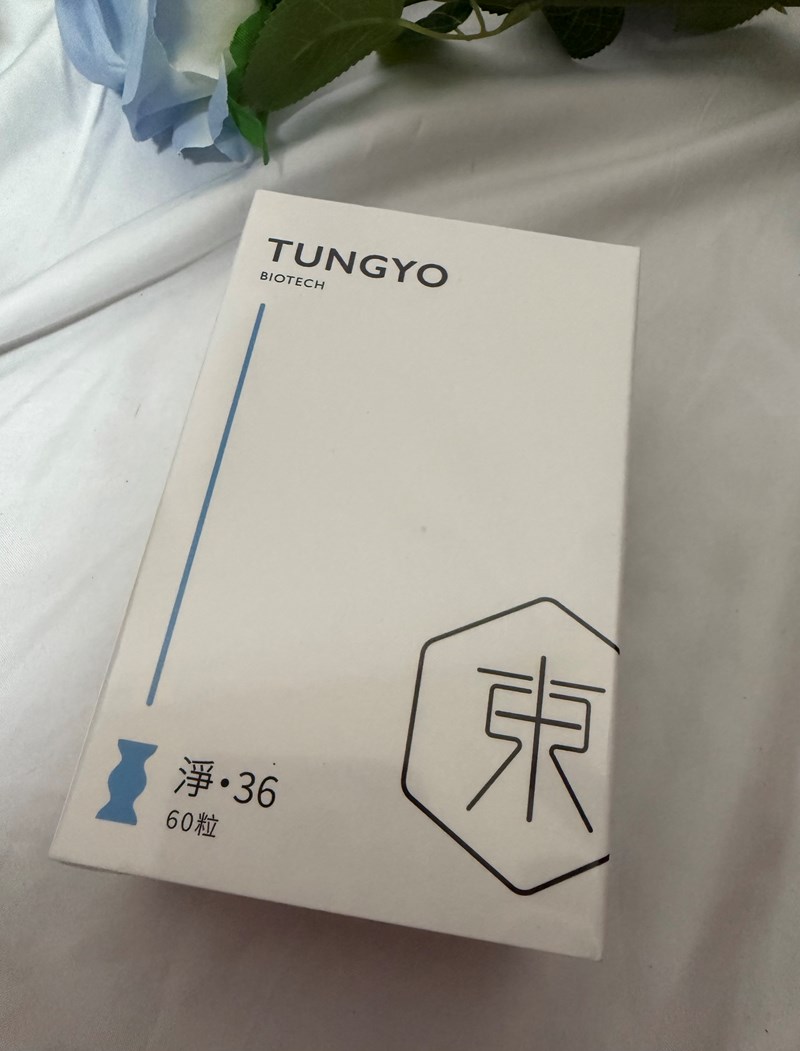 TUNGYO
BIOTECH
東
淨·36
60粒